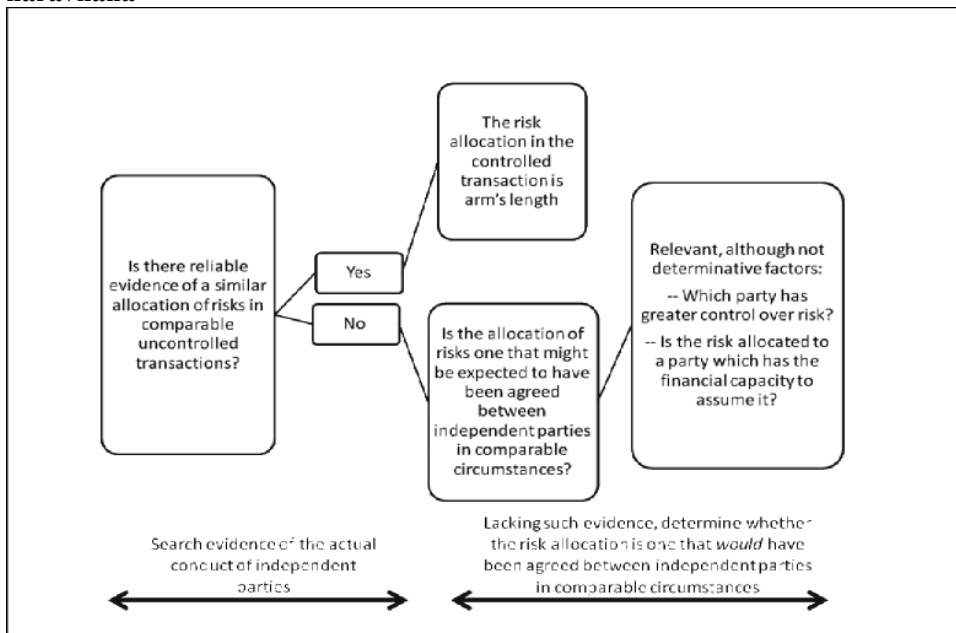 The risk
allocation in the
controlled
transaction is
arm's length
Is there reliable
evidence of a similar
allocation of risks in
comparable
uncontrolled
transactions?
Yes
No
Is the allocation of
risks one that might
be expected to have
been agreed
between
independent parties
in comparable
circumstances?
Relevant, although not
determinative factors:
-- Which party has
greater control over risk?
-- Is the risk allocated to
a party which has the
financial capacity to
assume it?
Search evidence of the actual
conduct of independent
parties
Lacking such evidence, determine whether
the risk allocation is one that would have
been agreed between independent parties
in comparable circumstances